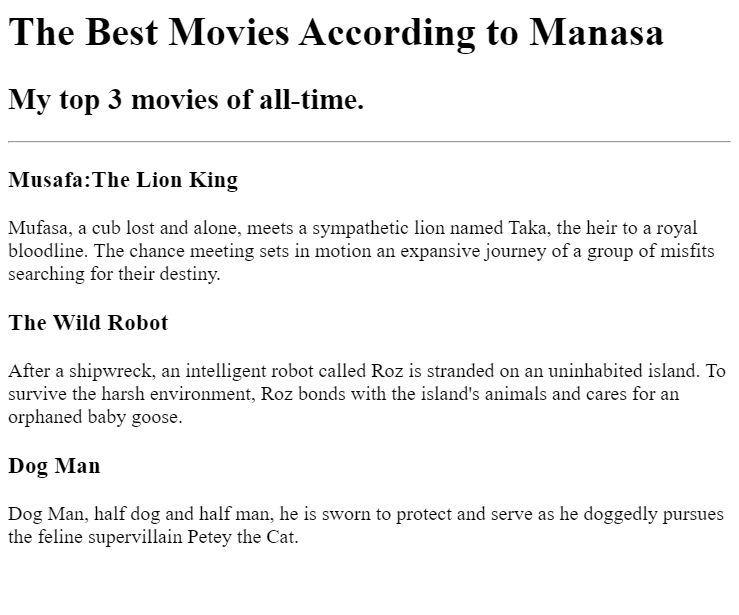 The Best Movies According to Manasa
My top 3 movies of all-time.
Musafa:The Lion King
Mufasa, a cub lost and alone, meets a sympathetic lion named Taka, the heir to a royal
bloodline. The chance meeting sets in motion an expansive journey of a group of misfits
searching for their destiny.
The Wild Robot
After a shipwreck, an intelligent robot called Roz is stranded on an uninhabited island. To
survive the harsh environment, Roz bonds with the island's animals and cares for an
orphaned baby goose.
Dog Man
Dog Man, half dog and half man, he is sworn to protect and serve as he doggedly pursues
the feline supervillain Petey the Cat.